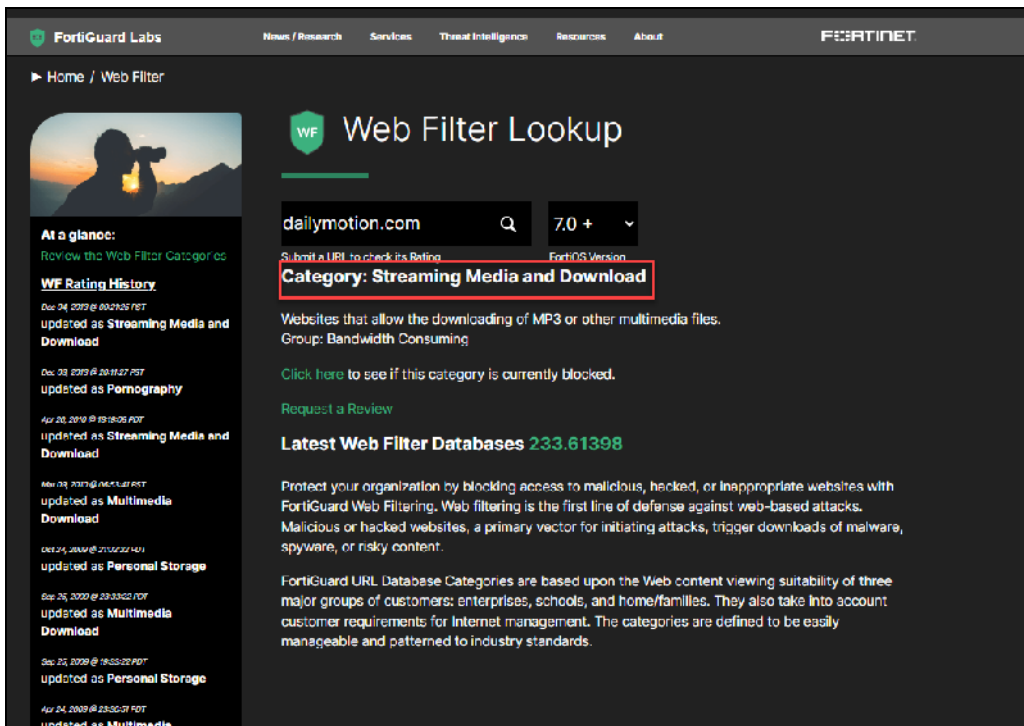 FortiGuard Labs
News / Research
Services
Threat Intelligence
Resources
About
FORTINET
► Home / Web Filter
WF
Web Filter Lookup
dailymotion.com
7.0 +
Submit a URL to check its Rating
FortiOS Version
Category: Streaming Media and Download
Websites that allow the downloading of MP3 or other multimedia files.
Group: Bandwidth Consuming
Click here to see if this category is currently blocked.
Request a Review
Latest Web Filter Databases 233.61398
Protect your organization by blocking access to malicious, hacked, or inappropriate websites with
FortiGuard Web Filtering. Web filtering is the first line of defense against web-based attacks.
Malicious or hacked websites, a primary vector for initiating attacks, trigger downloads of malware,
spyware, or risky content.
FortiGuard URL Database Categories are based upon the Web content viewing suitability of three
major groups of customers: enterprises, schools, and home/families. They also take into account
customer requirements for Internet management. The categories are defined to be easily
manageable and patterned to industry standards.
At a glance:
Review the Web Filter Categories
WF Rating History
updated as Streaming Media and
Download
updated as Pornography
updated as Streaming Media and
Download
updated as Multimedia
Download
updated as Personal Storage
updated as Multimedia
Download
updated as Personal Storage
updated as Multimedia